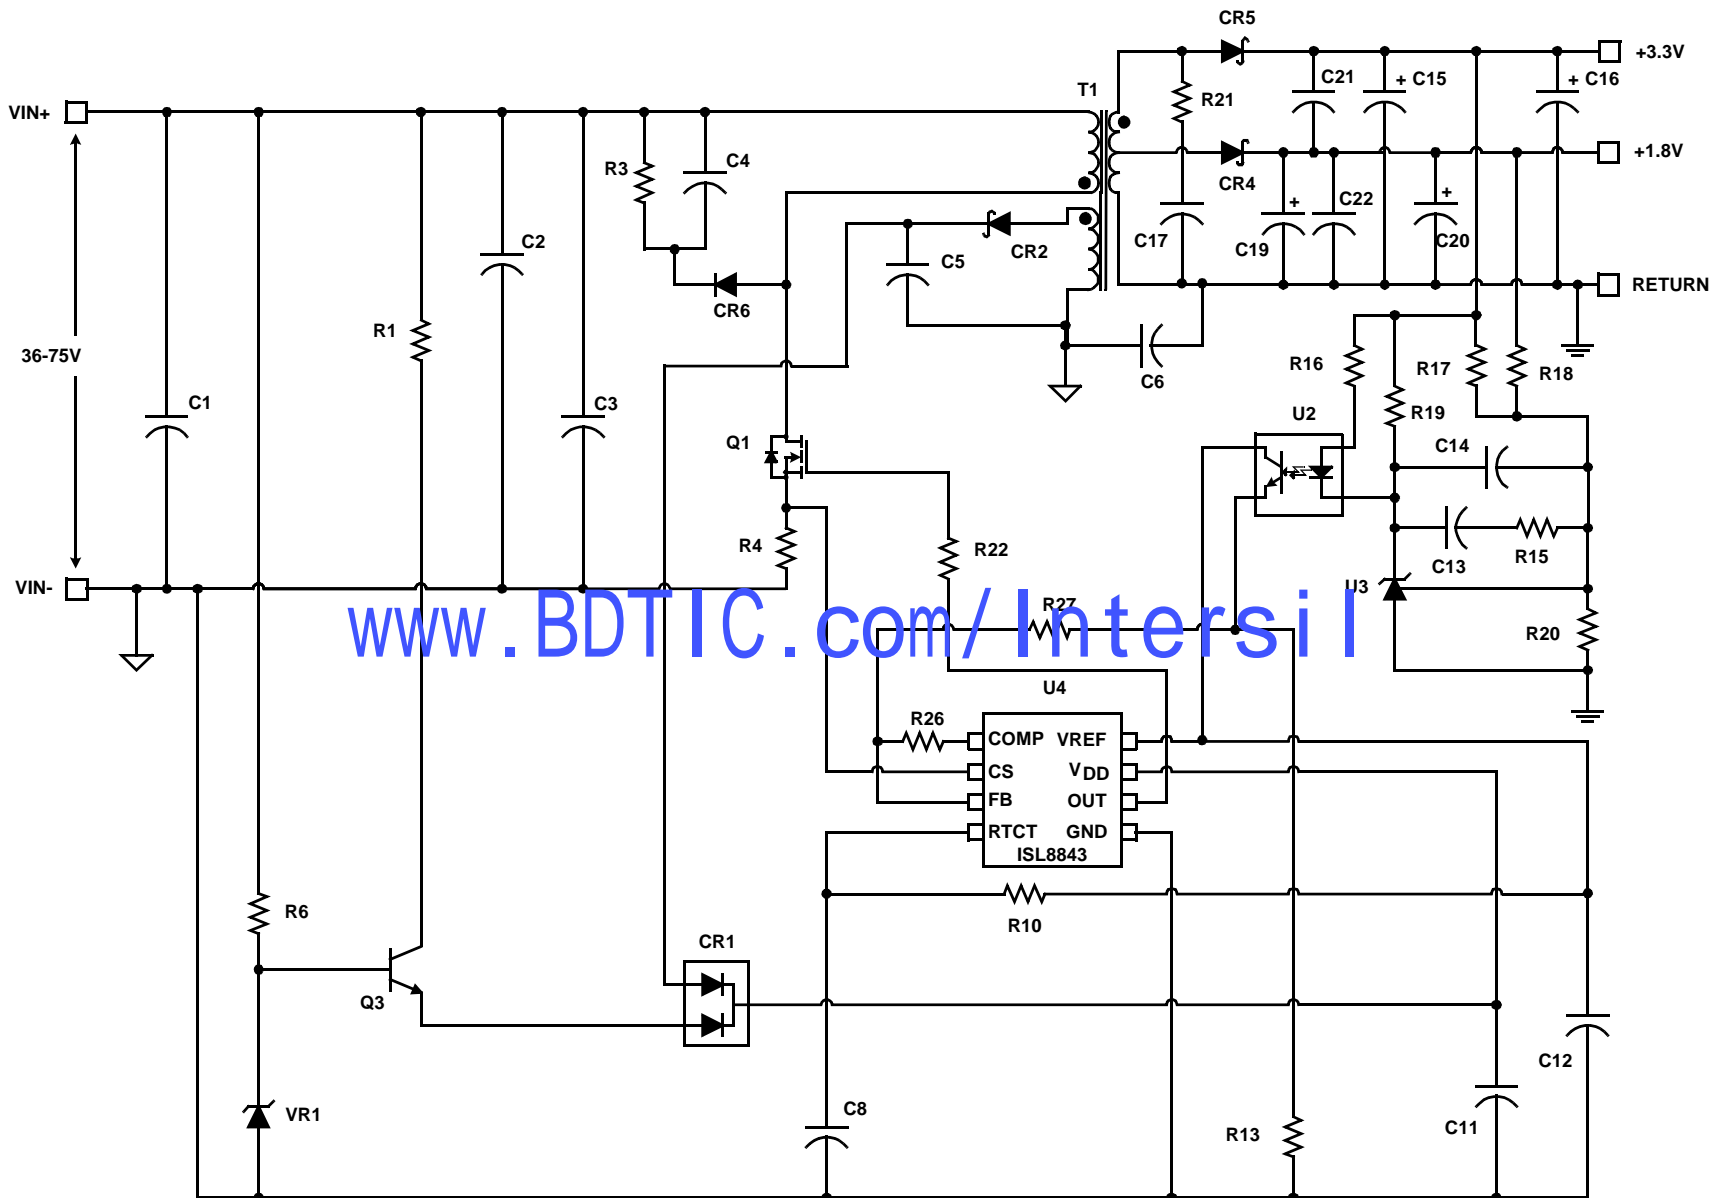 CR5
+3.3V
T1
C21
+ C15
+ C16
R21
VIN+
+1.8V
R3
C4
CR4
+
C22
+
C17
C19
C20
C2
C5
CR2
CR6
RETURN
R1
36-75V
C6
R16
R17
R18
C1
C3
R19
U2
Q1
C14
R4
R22
C13
R15
VIN-
U3
R27
www.BDTIC.com/Intersil
R20
U4
R26
COMP VREF
CS VDD
FB OUT
RTCT GND
ISL8843
R6
R10
CR1
Q3
C12
VR1
C8
C11
R13